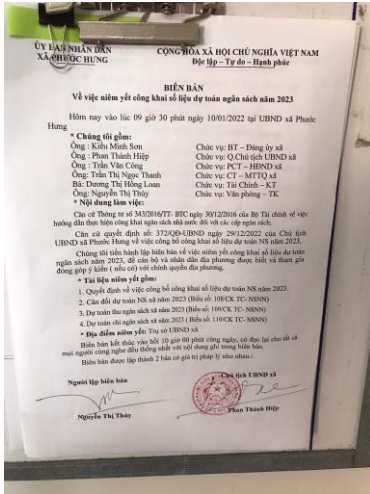 ỦY BAN NHÂN DÂN
XÃ PHƯỚC HƯNG
CỘNG HÒA XÃ HỘI CHỦ NGHĨA VIỆT NAM
Độc lập – Tự do – Hạnh phúc
BIÊN BẢN
Về việc niêm yết công khai số liệu dự toán ngân sách năm 2023
Hôm nay vào lúc 09 giờ 30 phút ngày 10/01/2022 tại UBND xã Phước
Hưng
* Chúng tôi gồm:
Ông : Kiều Minh Sơn Chức vụ: BT – Đảng ủy xã
Ông : Phan Thành Hiệp Chức vụ: Q.Chủ tịch UBND xã
Ông : Trần Văn Công Chức vụ: PCT – HĐND xã
Ông: Trần Thị Ngọc Thanh Chức vụ: CT – MTTQ xã
Bà: Dương Thị Hồng Loan Chức vụ: Tài Chính – KT
Ông: Nguyễn Thị Thủy Chức vụ: Văn phòng – TK
* Nội dung làm việc:
Căn cứ Thông tư số 343/2016/TT- BTC ngày 30/12/2016 của Bộ Tài chính về việc
hướng dẫn thực hiện công khai ngân sách nhà nước đối với các cấp ngân sách;
Căn cứ quyết định số: 372/QĐ-UBND ngày 29/12/2022 của Chủ tịch
UBND xã Phước Hưng về việc công bố công khai số liệu dự toán NS năm 2023.
Chúng tôi tiến hành lập biên bản về việc niêm yết công khai số liệu dự toán
ngân sách năm 2023, để cán bộ và nhân dân địa phương được biết và tham gia
đóng góp ý kiến ( nếu có) với chính quyền địa phương.
* Tài liệu niêm yết gồm:
1. Quyết định về việc công bố công khai số liệu dự toán NS năm 2023.
2. Cân đối dự toán NS xã năm 2023 (Biểu số: 108/CK TC- NSNN)
3. Dự toán thu ngân sách xã năm 2023 (Biểu số: 109/CK TC- NSNN)
4. Dự toán chi ngân sách xã năm 2023 ( Biểu số: 110/CK TC- NSNN)
* Địa điểm niêm yết: Trụ sở UBND xã
Biên bản kết thúc vào hồi 10 giờ 00 phút cùng ngày, có đọc lại cho tất cả
mọi người cùng nghe đều thống nhất với nội dung ghi trong biên bản.
Biên bản được lập thành 2 bản có giá trị pháp lý như nhau./.
Người lập biên bản
Chủ tịch UBND xã
Nguyễn Thị Thủy
Phan Thành Hiệp